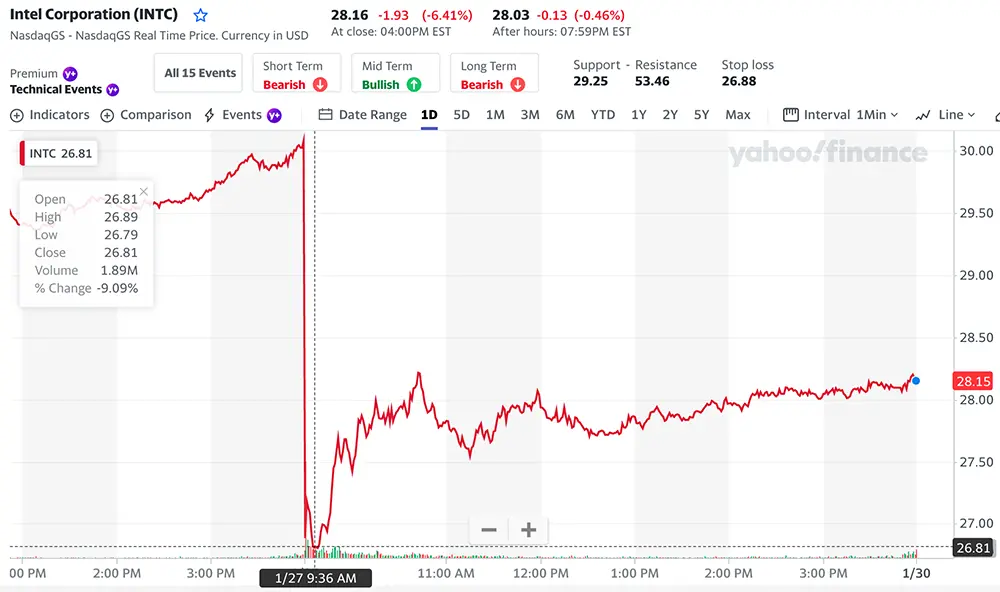 Intel Corporation (INTC)
NasdaqGS - NasdaqGS Real Time Price. Currency in USD
28.16 -1.93 (-6.41%)
At close: 04:00PM EST
28.03 -0.13 (-0.46%)
After hours: 07:59PM EST
Premium Y+
Technical Events Y+
All 15 Events
Short Term
Bearish
Mid Term
Bullish
Long Term
Bearish
Support - Resistance
29.25 53.46
Stop loss
26.88
Indicators Comparison Events Y+ Date Range 1D 5D 1M 3M 6M YTD 1Y 2Y 5Y Max Interval 1Min Line
INTC 26.81
yahoo!finance
Open 26.81
High 26.89
Low 26.79
Close 26.81
Volume 1.89M
% Change -9.09%
30.00
29.50
29.00
28.50
28.15
28.00
27.50
27.00
26.81
00 PM 2:00 PM 3:00 PM 1/27 9:36 AM 11:00 AM 12:00 PM 1:00 PM 2:00 PM 3:00 PM 1/30